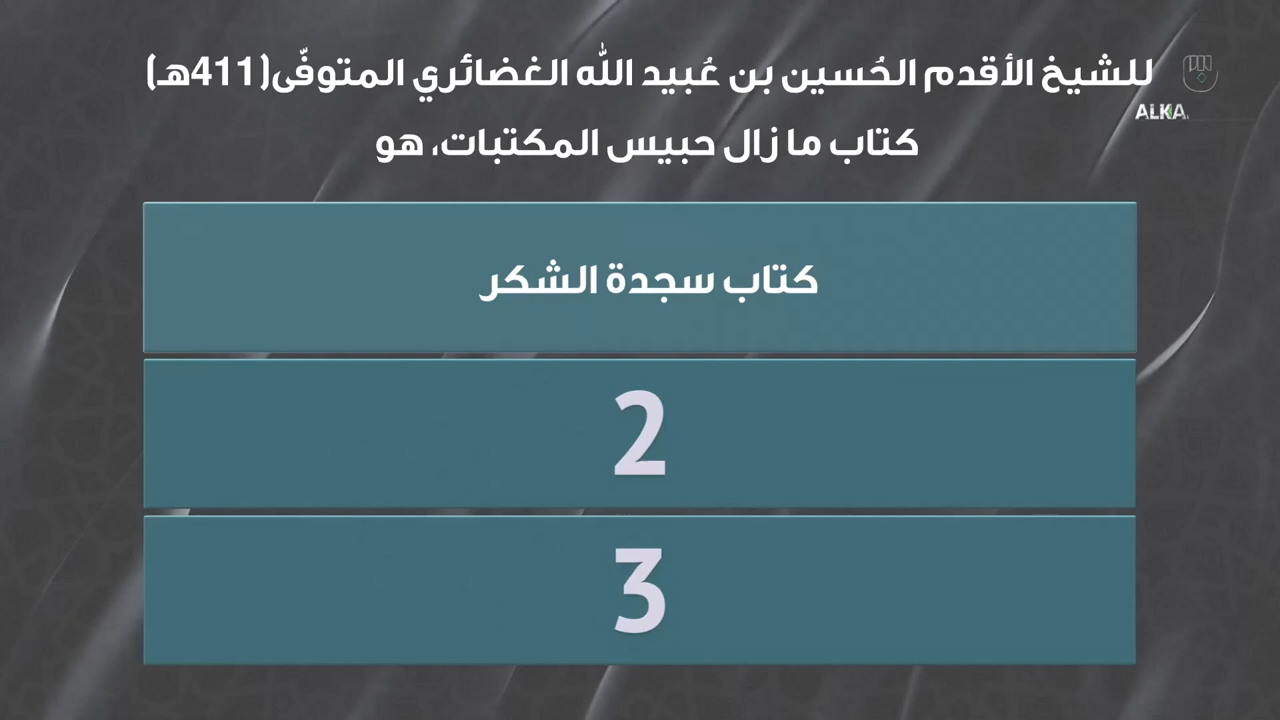 للشيخ الأقدم الحُسين بن عُبيد الله الغضائري المتوفّى(411هـ)
ALKA
كتاب ما زال حبيس المكتبات، هو
كتاب سجدة الشكر
2
3